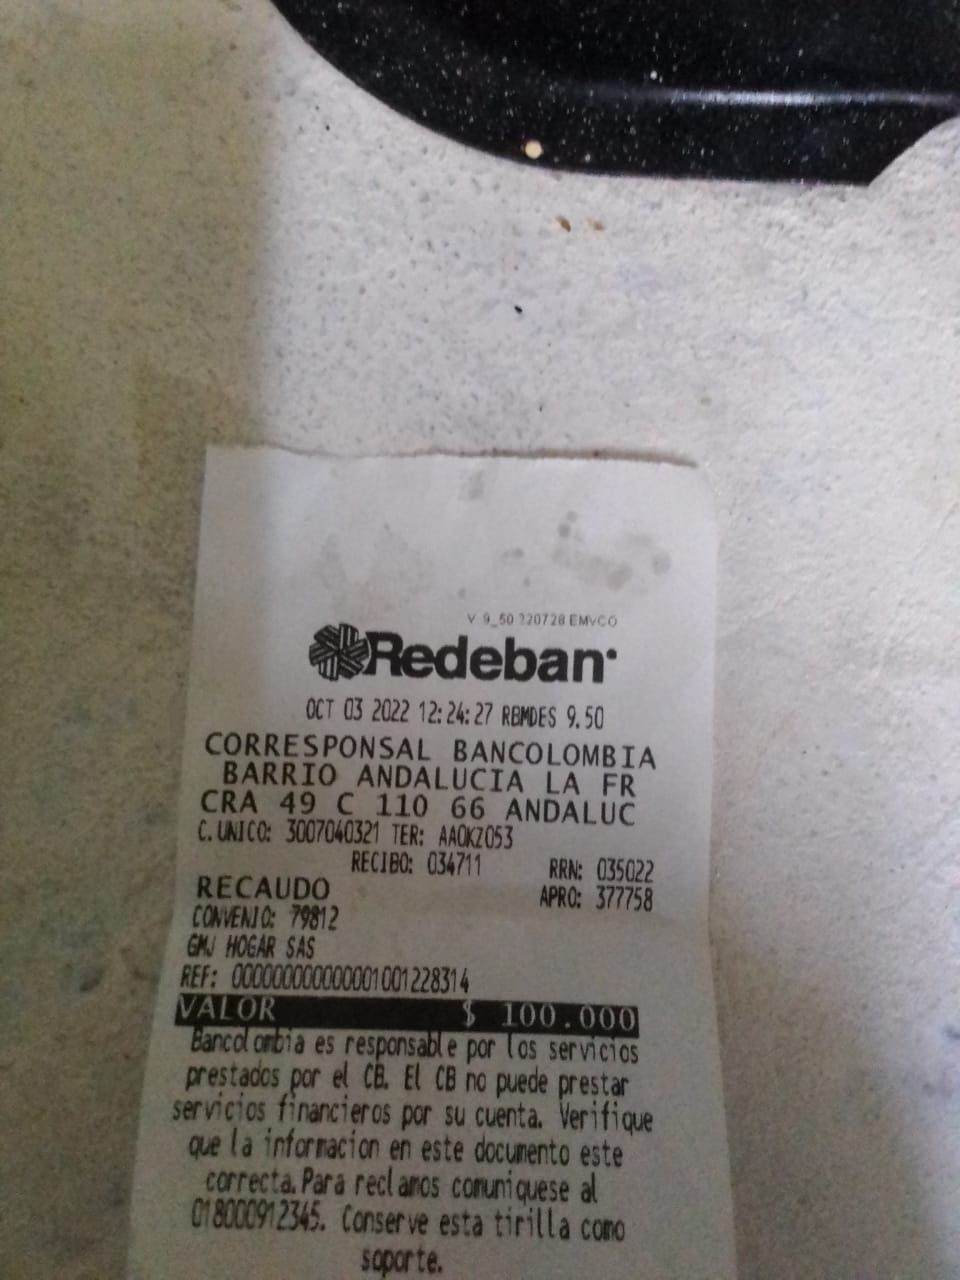 V 9_50 220728 EMVCO
Redeban
OCT 03 2022 12:24:27 RBMDES 9.50
CORRESPONSAL BANCOLOMBIA
BARRIO ANDALUCIA LA FR
CRA 49 C 110 66 ANDALUC
C. UNICO: 3007040321 TER: AAOKZ053
RECIBO: 034711 RRN: 035022
RECAUDO APRO: 377758
CONVENIO: 79812
GMJ HOGAR SAS
REF: 000000000000001001228314
VALOR $ 100.000
Bancolombia es responsable por los servicios
prestados por el CB. El CB no puede prestar
servicios financieros por su cuenta. Verifique
que la informacion en este documento este
correcta. Para reclamos comuniquese al
018000912345. Conserve esta tirilla como
soporte.